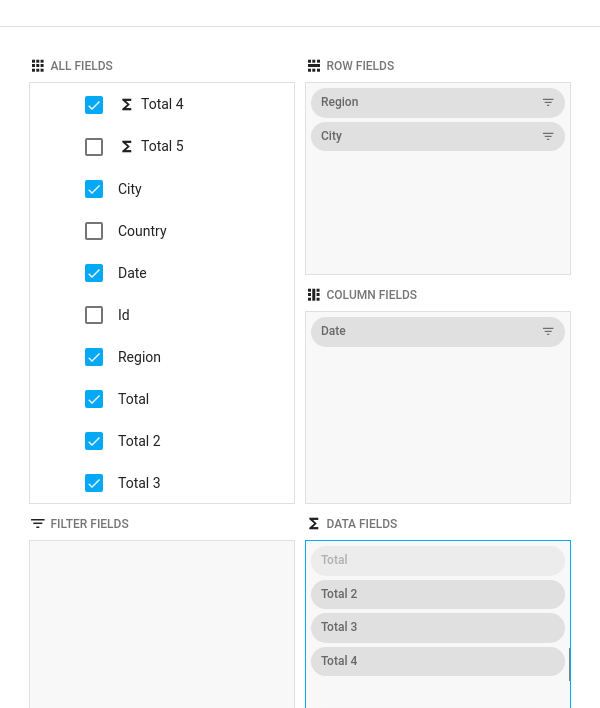 ALL FIELDS
Total 4
Total 5
City
Country
Date
Id
Region
Total
Total 2
Total 3
ROW FIELDS
Region
City
COLUMN FIELDS
Date
FILTER FIELDS
DATA FIELDS
Total
Total 2
Total 3
Total 4